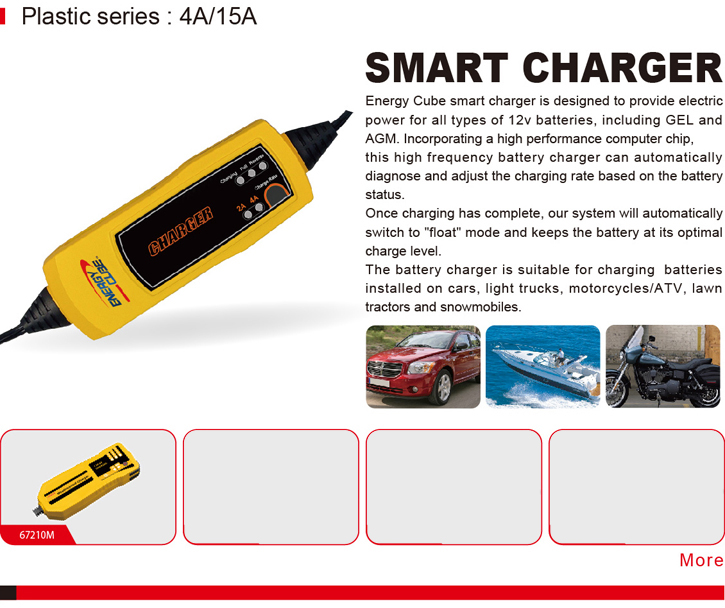 Plastic series : 4A/15A
SMART CHARGER
Energy Cube smart charger is designed to provide electric
power for all types of 12v batteries, including GEL and
AGM. Incorporating a high performance computer chip,
this high frequency battery charger can automatically
diagnose and adjust the charging rate based on the battery
status.
Once charging has complete, our system will automatically
switch to "float" mode and keeps the battery at its optimal
charge level.
The battery charger is suitable for charging batteries
installed on cars, light trucks, motorcycles/ATV, lawn
tractors and snowmobiles.
Charging Full
Charge Rate
2A 4A
CHARGER
ENERGY
CUBE
67210M
More